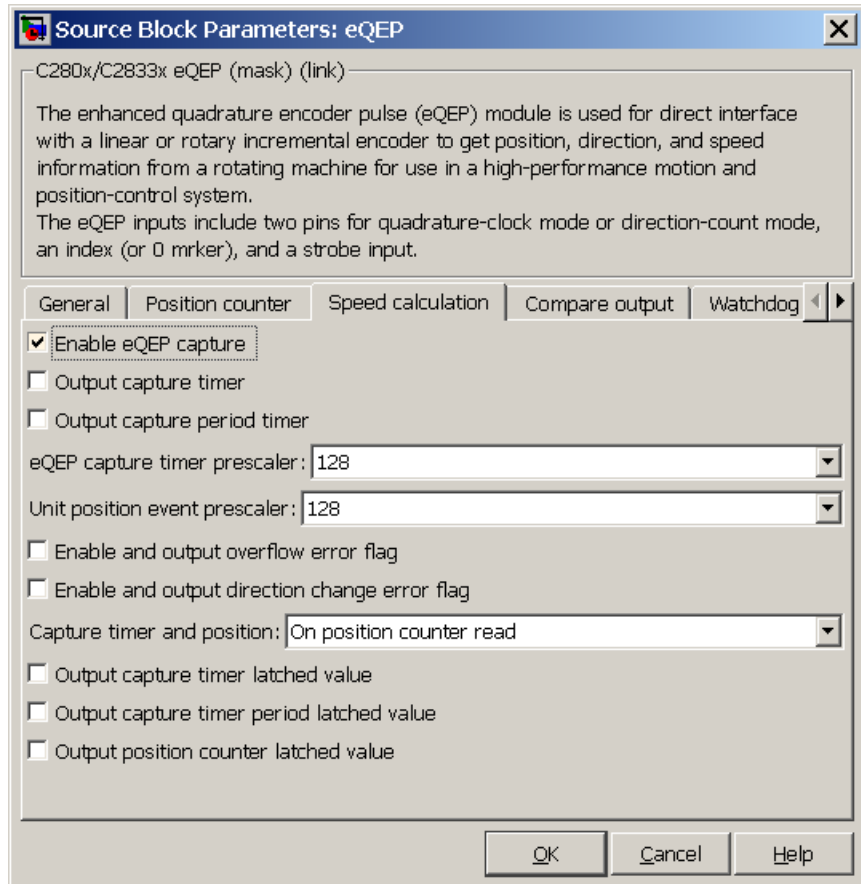 Source Block Parameters: eQEP
C280x/C2833x eQEP (mask) (link)
The enhanced quadrature encoder pulse (eQEP) module is used for direct interface
with a linear or rotary incremental encoder to get position, direction, and speed
information from a rotating machine for use in a high-performance motion and
position-control system.
The eQEP inputs include two pins for quadrature-clock mode or direction-count mode,
an index (or 0 mrker), and a strobe input.
General Position counter Speed calculation Compare output Watchdog
Enable eQEP capture
Output capture timer
Output capture period timer
eQEP capture timer prescaler: 128
Unit position event prescaler: 128
Enable and output overflow error flag
Enable and output direction change error flag
Capture timer and position: On position counter read
Output capture timer latched value
Output capture timer period latched value
Output position counter latched value
OK Cancel Help